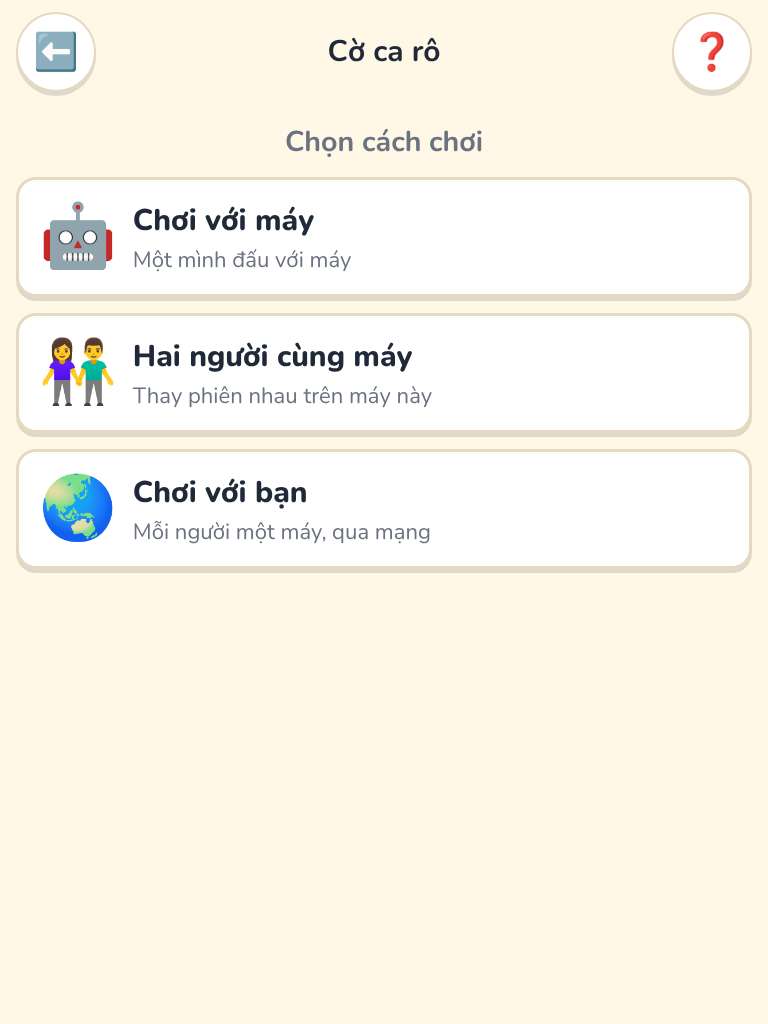 Cờ ca rô
Chọn cách chơi
Chơi với máy
Một mình đấu với máy
Hai người cùng máy
Thay phiên nhau trên máy này
Chơi với bạn
Mỗi người một máy, qua mạng